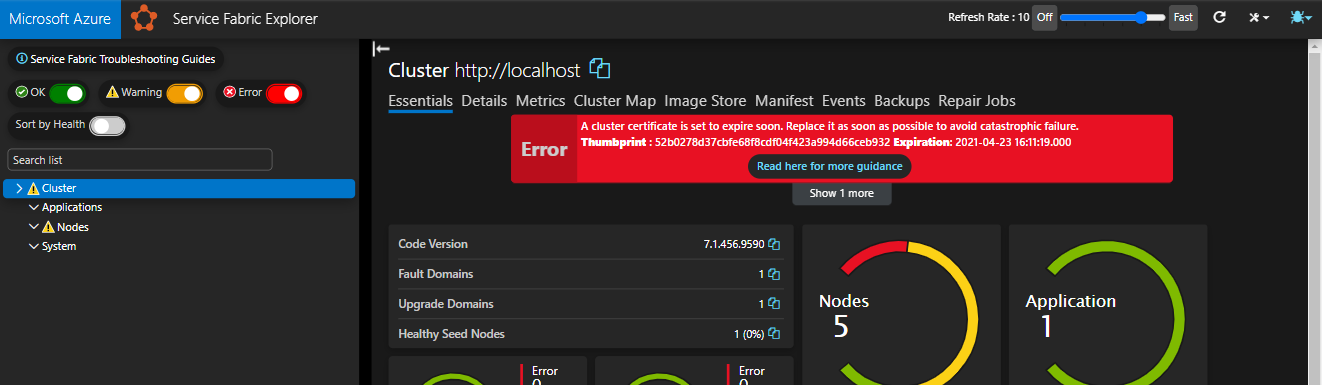 Microsoft Azure
Service Fabric Explorer
Refresh Rate : 10 Off Fast
Service Fabric Troubleshooting Guides
OK Warning Error
Sort by Health
Search list
Cluster
Applications
Nodes
System
Cluster http://localhost
Essentials Details Metrics Cluster Map Image Store Manifest Events Backups Repair Jobs
Error
A cluster certificate is set to expire soon. Replace it as soon as possible to avoid catastrophic failure.
Thumbprint : 52b0278d37cbfe68f8cdf04f423a994d66ceb932 Expiration: 2021-04-23 16:11:19.000
Read here for more guidance
Show 1 more
Code Version 7.1.456.9590
Fault Domains 1
Upgrade Domains 1
Healthy Seed Nodes 1 (0%)
Nodes
5
Application
1
Error
0
Error
0